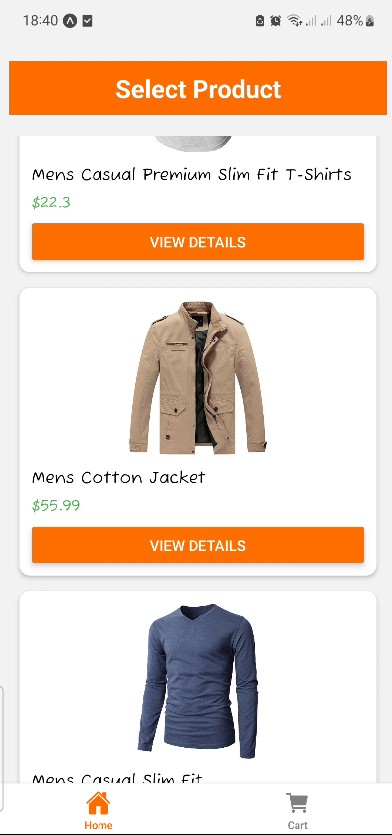 18:40
48%
Select Product
Mens Casual Premium Slim Fit T-Shirts
$22.3
VIEW DETAILS
Mens Cotton Jacket
$55.99
VIEW DETAILS
Mens Casual Slim Fit
Home
Cart